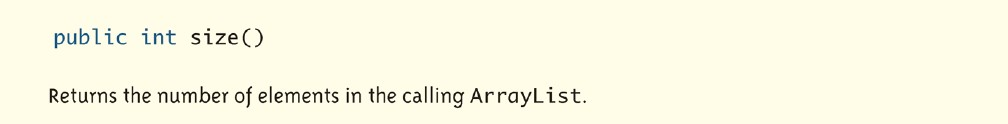 public int size()
Returns the number of elements in the calling ArrayList.